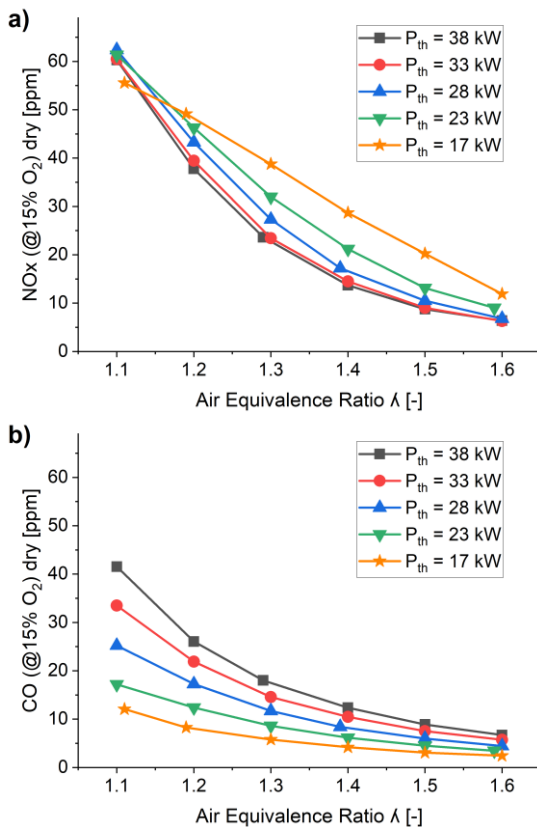 a)
NOx (@15% O₂) dry [ppm]
60
50
40
30
20
10
0
P_th = 38 kW
P_th = 33 kW
P_th = 28 kW
P_th = 23 kW
P_th = 17 kW
1.1 1.2 1.3 1.4 1.5 1.6
Air Equivalence Ratio ʎ [-]
b)
CO (@15% O₂) dry [ppm]
60
50
40
30
20
10
0
P_th = 38 kW
P_th = 33 kW
P_th = 28 kW
P_th = 23 kW
P_th = 17 kW
1.1 1.2 1.3 1.4 1.5 1.6
Air Equivalence Ratio ʎ [-]